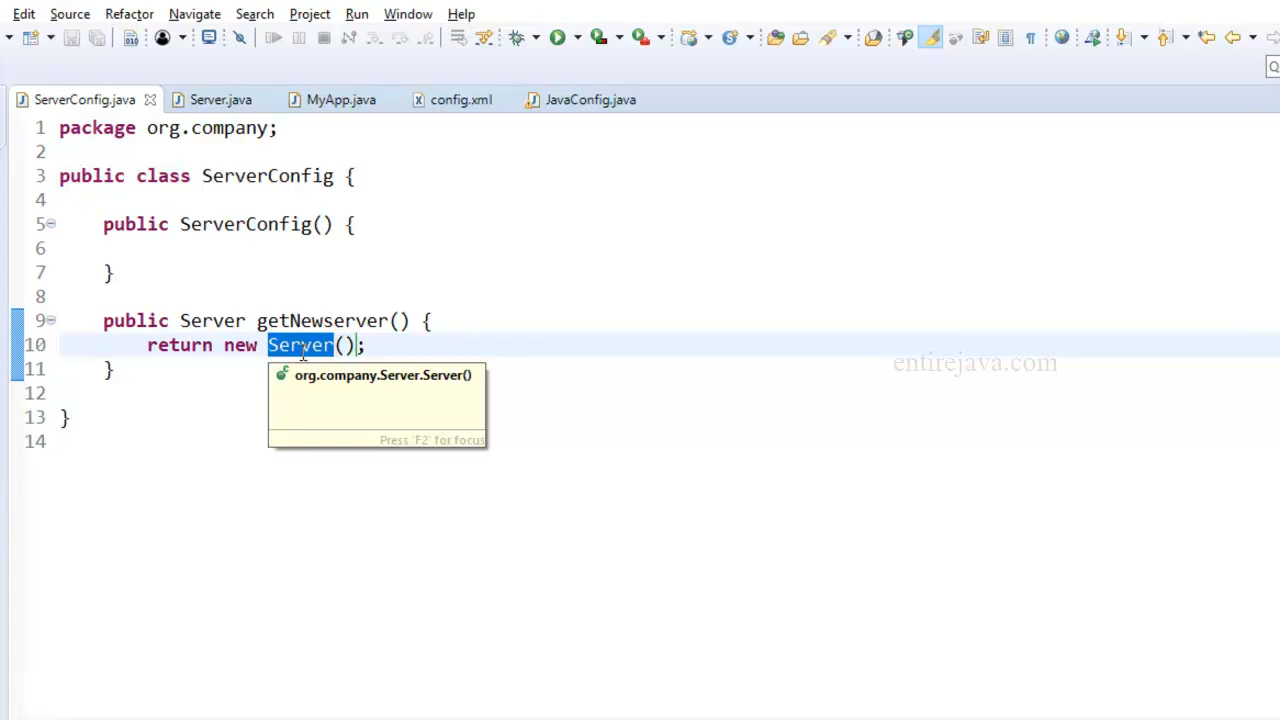 Edit Source Refactor Navigate Search Project Run Window Help
ServerConfig.java Server.java MyApp.java config.xml JavaConfig.java
1 package org.company;
2
3 public class ServerConfig {
4
5 public ServerConfig() {
6
7 }
8
9 public Server getNewserver() {
10 return new Server();
11 }
12
13 }
14
org.company.Server.Server()
Press 'F2' for focus
entirejava.com